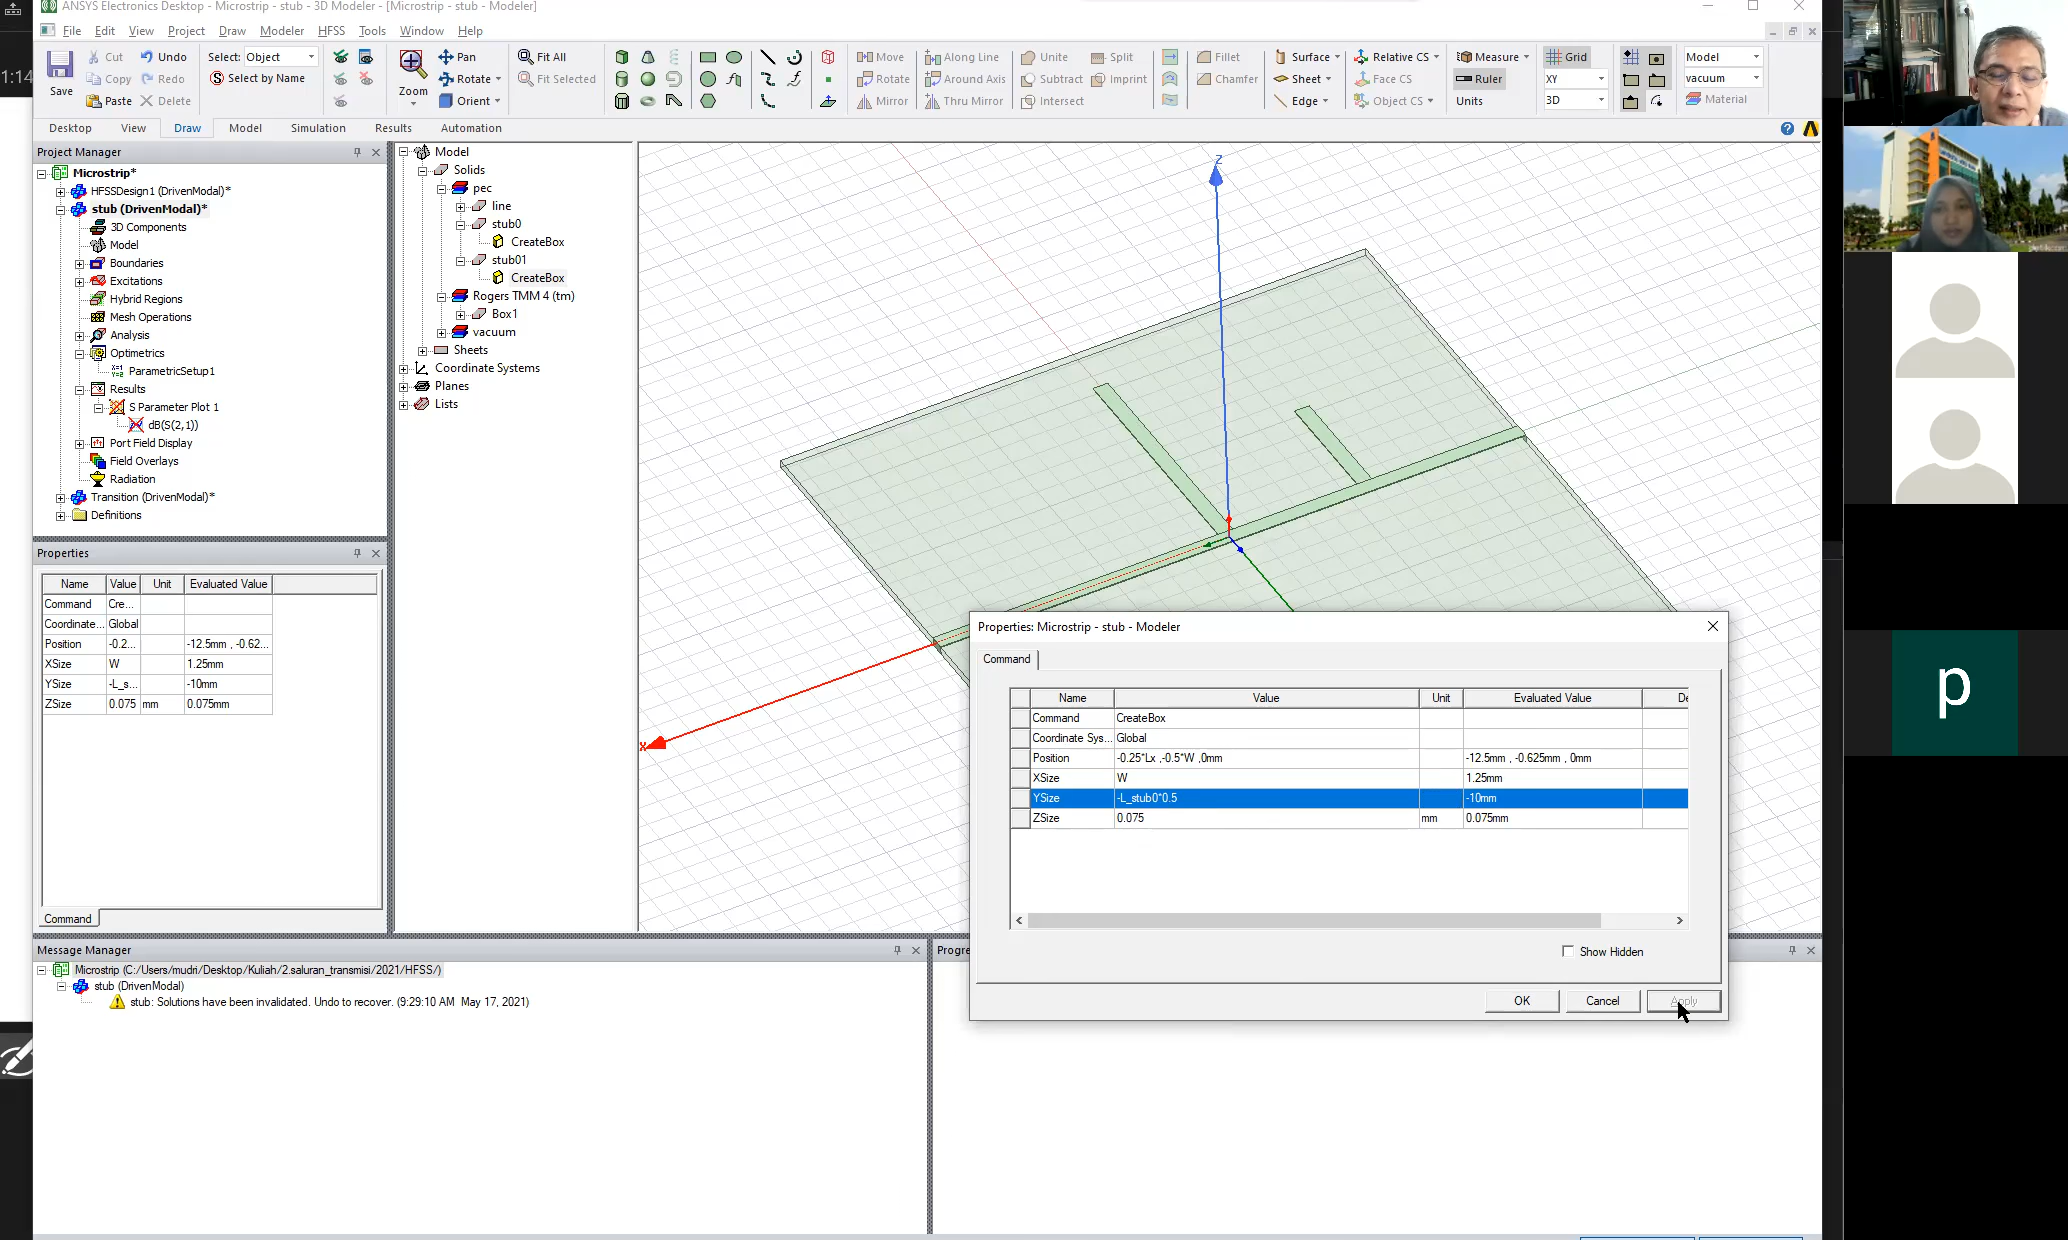 ANSYS Electronics Desktop - Microstrip - stub - 3D Modeler - [Microstrip - stub - Modeler]
File Edit View Project Draw Modeler HFSS Tools Window Help
1:14
Save
Cut
Copy
Paste
Undo
Redo
Delete
Select: Object
Select by Name
Zoom
Pan
Rotate
Orient
Fit All
Fit Selected
Move
Rotate
Mirror
Along Line
Around Axis
Thru Mirror
Unite
Subtract
Intersect
Split
Imprint
Fillet
Chamfer
Surface
Sheet
Edge
Relative CS
Face CS
Object CS
Measure
Ruler
Units
Grid
XY
3D
Model
vacuum
Material
Desktop View Draw Model Simulation Results Automation
Project Manager
Microstrip*
HFSSDesign1 (DrivenModal)*
stub (DrivenModal)*
3D Components
Model
Boundaries
Excitations
Hybrid Regions
Mesh Operations
Analysis
Optimetrics
ParametricSetup1
Results
S Parameter Plot 1
dB(S(2,1))
Port Field Display
Field Overlays
Radiation
Transition (DrivenModal)*
Definitions
Model
Solids
pec
line
stub0
CreateBox
stub01
CreateBox
Rogers TMM 4 (tm)
Box1
vacuum
Sheets
Coordinate Systems
Planes
Lists
Z
X
Properties
Name Value Unit Evaluated Value
Command Cre...
Coordinate... Global
Position -0.2... -12.5mm , -0.62...
XSize W 1.25mm
YSize -L_s... -10mm
ZSize 0.075 mm 0.075mm
Command
Properties: Microstrip - stub - Modeler
Command
Name Value Unit Evaluated Value De
Command CreateBox
Coordinate Sys... Global
Position -0.25*Lx ,-0.5*W ,0mm -12.5mm , -0.625mm , 0mm
XSize W 1.25mm
YSize -L_stub0*0.5 -10mm
ZSize 0.075 mm 0.075mm
Show Hidden
OK Cancel Apply
Message Manager
Microstrip (C:/Users/mudri/Desktop/Kuliah/2.saluran_transmisi/2021/HFSS/)
stub (DrivenModal)
stub: Solutions have been invalidated. Undo to recover. (9:29:10 AM May 17, 2021)
Progre
p